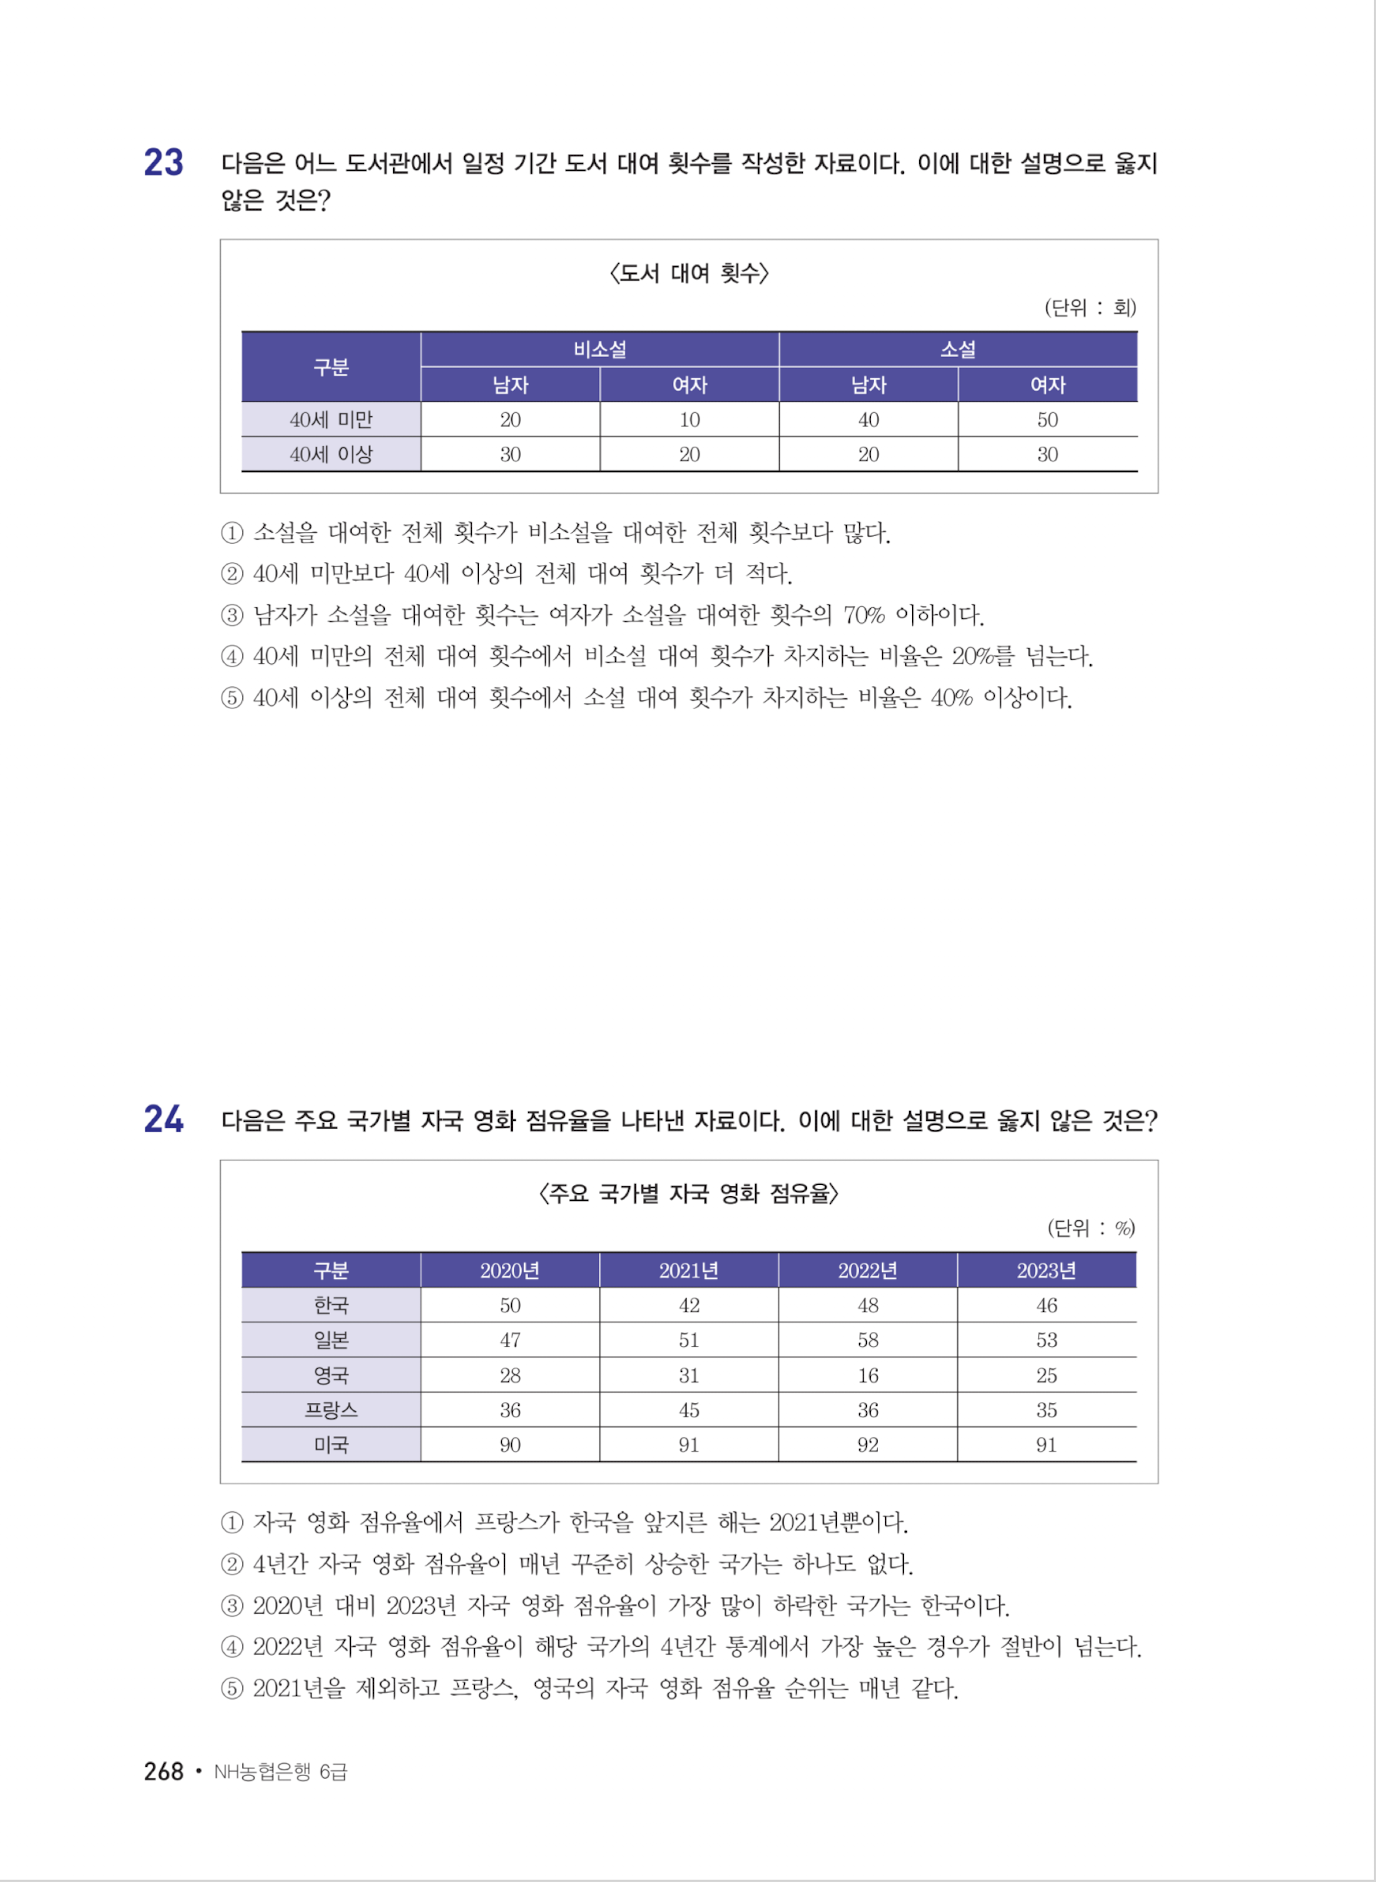 23 다음은 어느 도서관에서 일정 기간 도서 대여 횟수를 작성한 자료이다. 이에 대한 설명으로 옳지
않은 것은?
〈도서 대여 횟수〉
(단위 : 회)
구분 비소설 소설
남자 여자 남자 여자
40세 미만 20 10 40 50
40세 이상 30 20 20 30
① 소설을 대여한 전체 횟수가 비소설을 대여한 전체 횟수보다 많다.
② 40세 미만보다 40세 이상의 전체 대여 횟수가 더 적다.
③ 남자가 소설을 대여한 횟수는 여자가 소설을 대여한 횟수의 70% 이하이다.
④ 40세 미만의 전체 대여 횟수에서 비소설 대여 횟수가 차지하는 비율은 20%를 넘는다.
⑤ 40세 이상의 전체 대여 횟수에서 소설 대여 횟수가 차지하는 비율은 40% 이상이다.
24 다음은 주요 국가별 자국 영화 점유율을 나타낸 자료이다. 이에 대한 설명으로 옳지 않은 것은?
〈주요 국가별 자국 영화 점유율〉
(단위 : %)
구분 2020년 2021년 2022년 2023년
한국 50 42 48 46
일본 47 51 58 53
영국 28 31 16 25
프랑스 36 45 36 35
미국 90 91 92 91
① 자국 영화 점유율에서 프랑스가 한국을 앞지른 해는 2021년뿐이다.
② 4년간 자국 영화 점유율이 매년 꾸준히 상승한 국가는 하나도 없다.
③ 2020년 대비 2023년 자국 영화 점유율이 가장 많이 하락한 국가는 한국이다.
④ 2022년 자국 영화 점유율이 해당 국가의 4년간 통계에서 가장 높은 경우가 절반이 넘는다.
⑤ 2021년을 제외하고 프랑스, 영국의 자국 영화 점유율 순위는 매년 같다.
268 • NH농협은행 6급